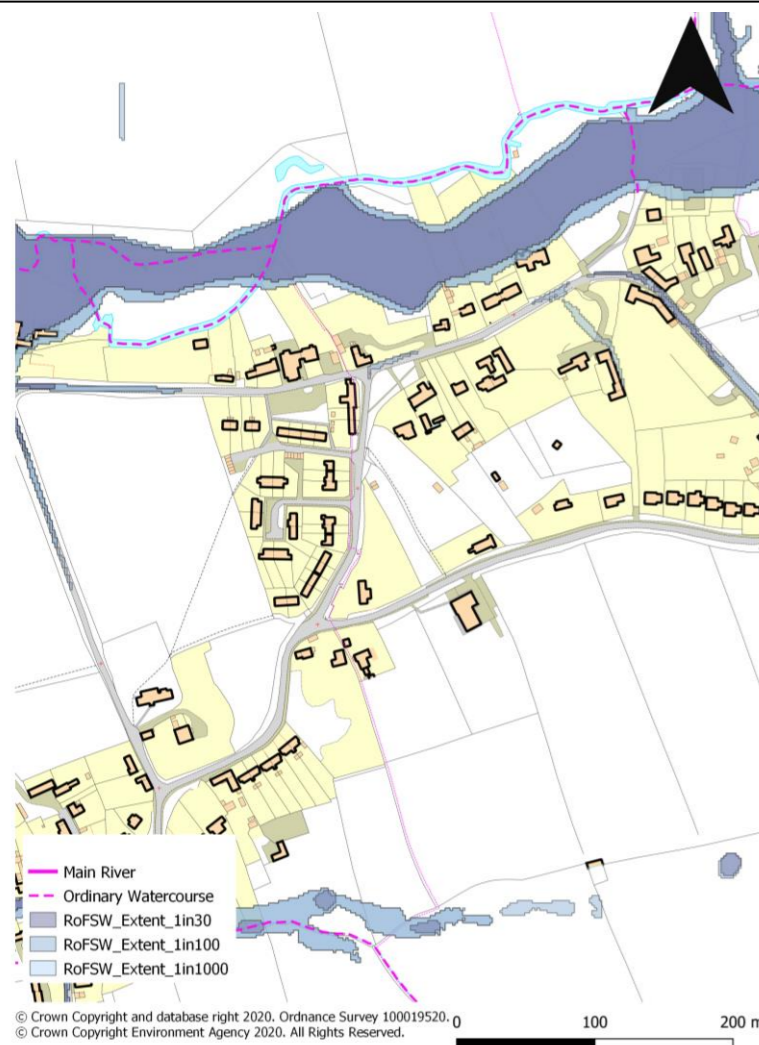 Main River
Ordinary Watercourse
RoFSW_Extent_1in30
RoFSW_Extent_1in100
RoFSW_Extent_1in1000
© Crown Copyright and database right 2020. Ordnance Survey 100019520.
© Crown Copyright Environment Agency 2020. All Rights Reserved.
0 100 200 m